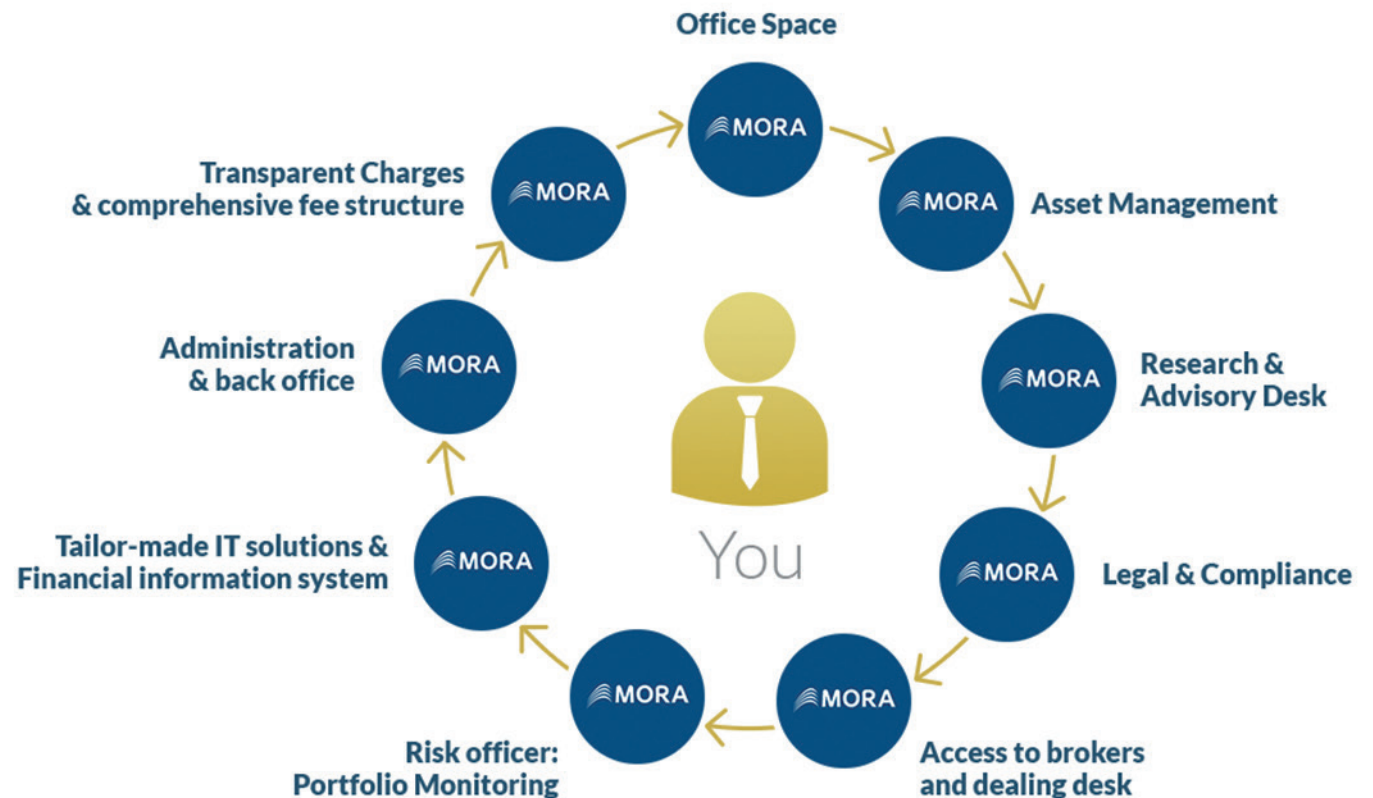 Office Space
MORA
MORA
Asset Management
MORA
Research &
Advisory Desk
MORA
Legal & Compliance
MORA
Access to brokers
and dealing desk
MORA
Risk officer:
Portfolio Monitoring
MORA
Tailor-made IT solutions &
Financial information system
MORA
Administration
& back office
MORA
Transparent Charges
& comprehensive fee structure
You